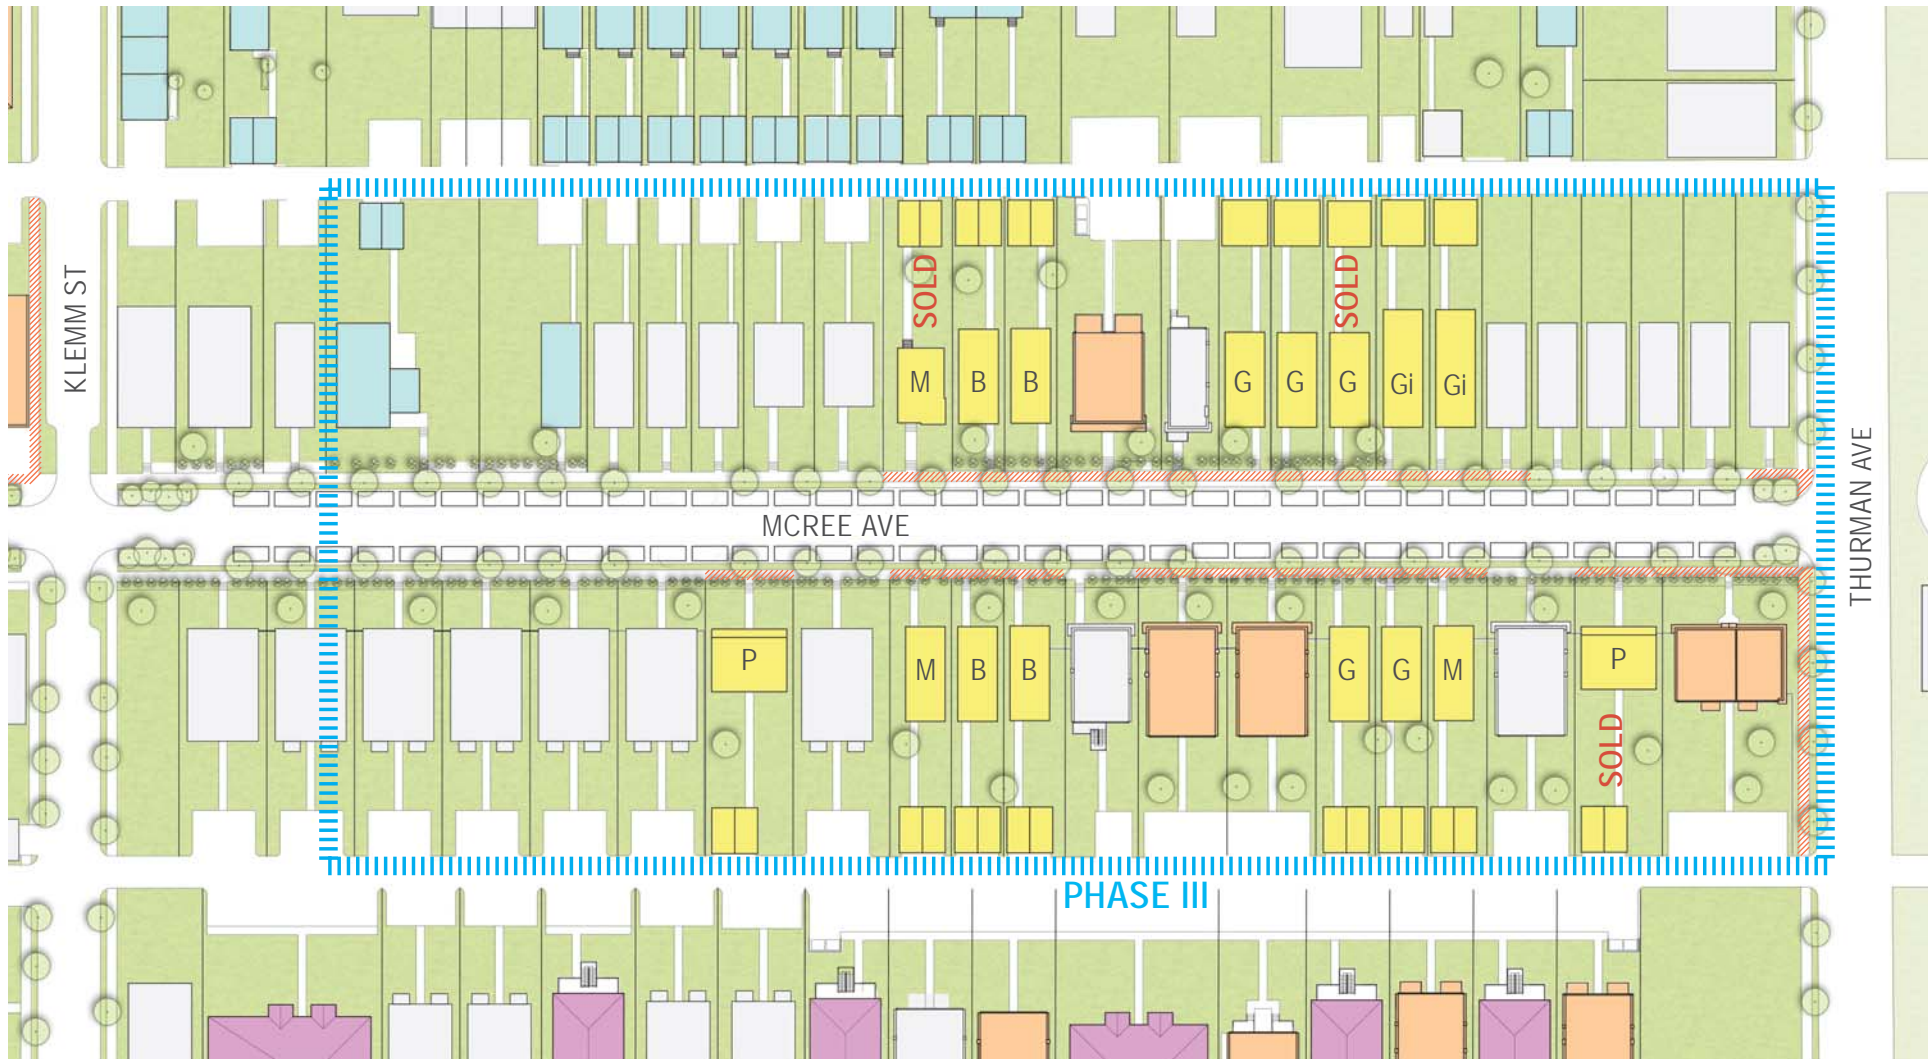 KLEMM ST
SOLD
SOLD
M B B G G G Gi Gi
MCREE AVE
THURMAN AVE
P M B B G G M P
SOLD
PHASE III